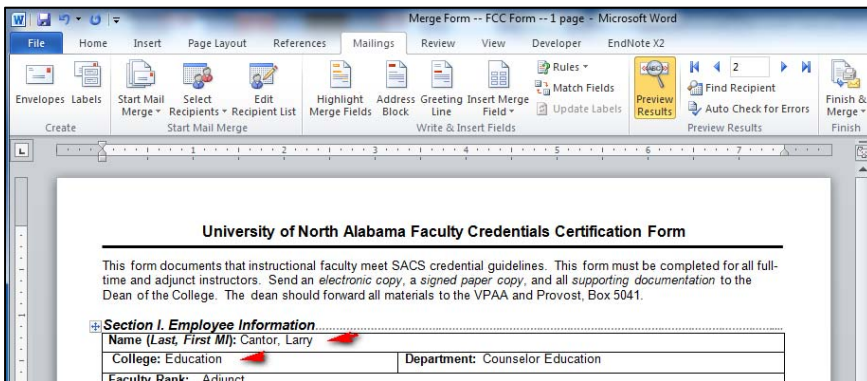 Merge Form -- FCC Form -- 1 page - Microsoft Word
File Home Insert Page Layout References Mailings Review View Developer EndNote X2
Envelopes Labels
Create
Start Mail Merge
Select Recipients
Edit Recipient List
Start Mail Merge
Highlight Merge Fields
Address Block
Greeting Line
Insert Merge Field
Rules
Match Fields
Update Labels
Write & Insert Fields
Preview Results
2
Find Recipient
Auto Check for Errors
Preview Results
Finish & Merge
Finish
1 2 3 4 5 6 7
University of North Alabama Faculty Credentials Certification Form
This form documents that instructional faculty meet SACS credential guidelines. This form must be completed for all full-
time and adjunct instructors. Send an electronic copy, a signed paper copy, and all supporting documentation to the
Dean of the College. The dean should forward all materials to the VPAA and Provost, Box 5041.
Section I. Employee Information
Name (Last, First MI): Cantor, Larry
College: Education Department: Counselor Education
Faculty Rank: Adjunct